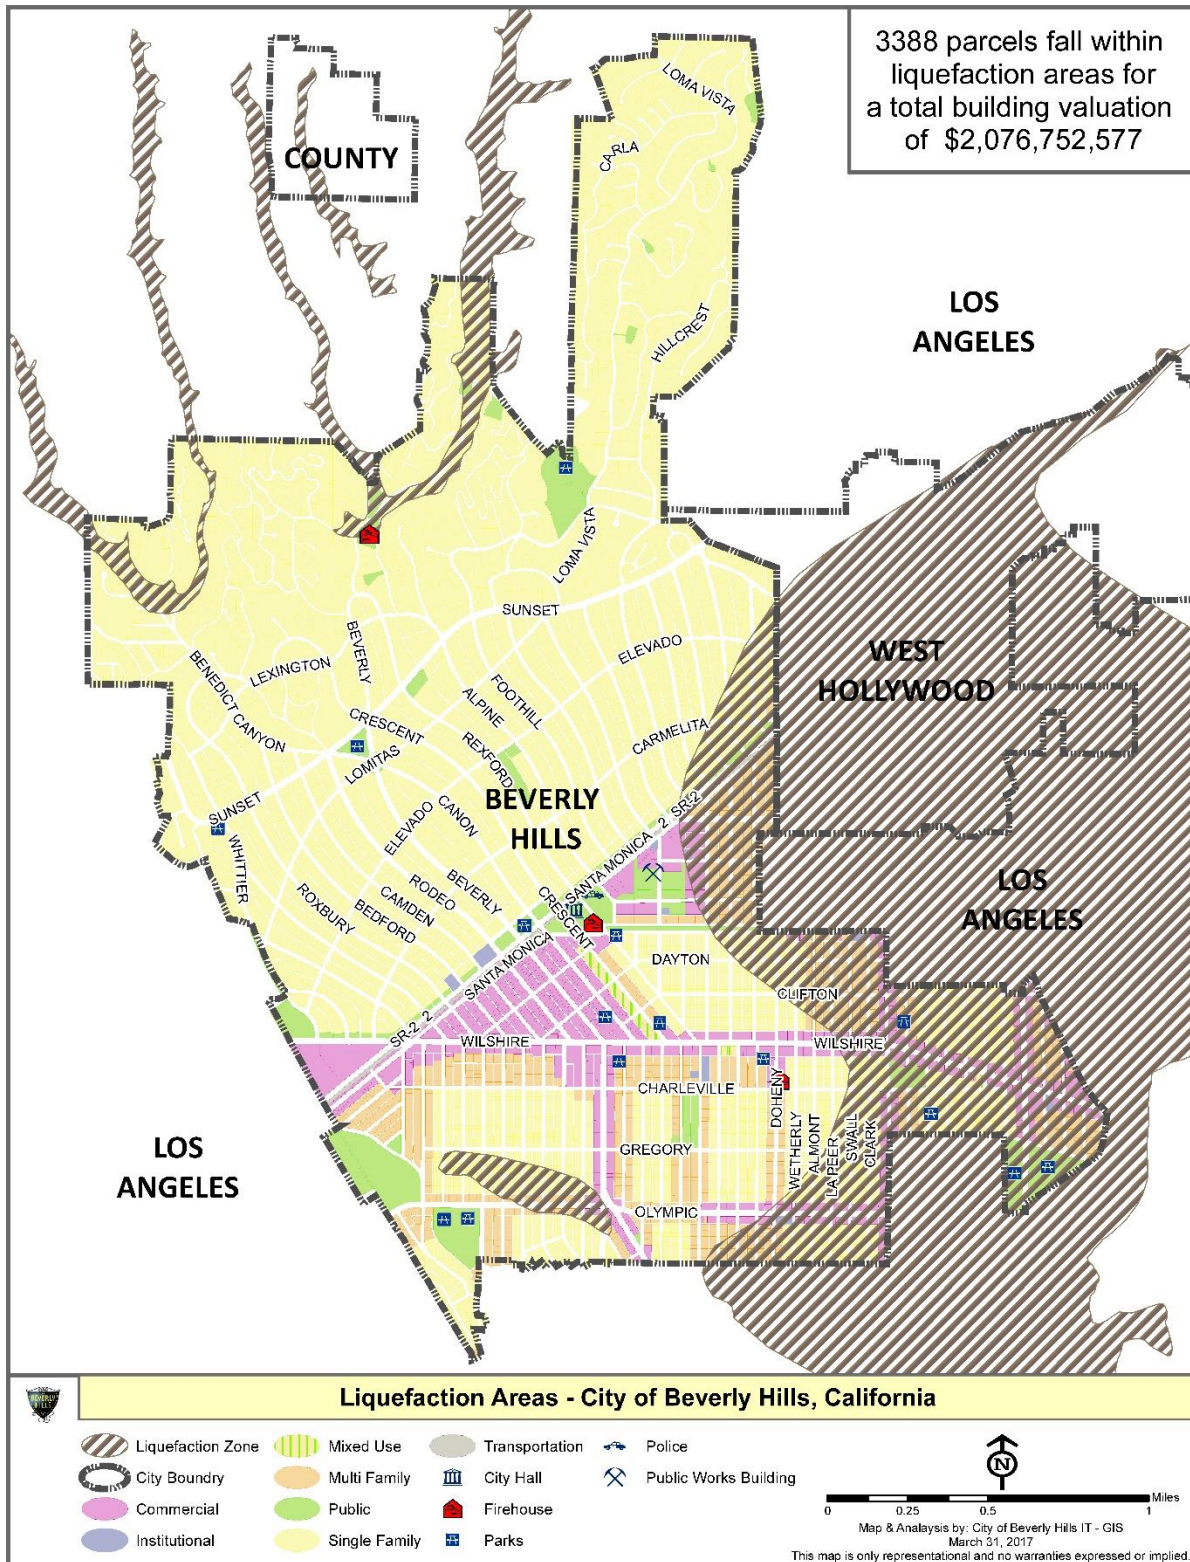 3388 parcels fall within
liquefaction areas for
a total building valuation
of $2,076,752,577
LOMA VISTA
CARLA
COUNTY
LOS
ANGELES
HILLCREST
LOMA VISTA
SUNSET
BEVERLY
ELEVADO
LEXINGTON
BENEDICT CANYON
WEST
HOLLYWOOD
FOOTHILL
ALPINE
CRESCENT
REXFORD
CARMELITA
LOMITAS
SUNSET
BEVERLY
HILLS
CANON
ELEVADO
SR-2
2
SANTA MONICA
WHITTIER
ROXBURY
BEDFORD
CAMDEN
RODEO
BEVERLY
CRESCENT
LOS
ANGELES
SANTA MONICA
DAYTON
CLIFTON
2
SR-2
WILSHIRE
WILSHIRE
CHARLEVILLE
DOHENY
WETHERLY
ALMONT
LA PEER
SWALL
CLARK
GREGORY
LOS
ANGELES
OLYMPIC
BEVERLY
HILLS
Liquefaction Areas - City of Beverly Hills, California
Liquefaction Zone
Mixed Use
Transportation
Police
City Boundry
Multi Family
City Hall
Public Works Building
Commercial
Public
Firehouse
Institutional
Single Family
Parks
N
Miles
0
0.25
0.5
1
Map & Analaysis by: City of Beverly Hills IT - GIS
March 31, 2017
This map is only representational and no warranties expressed or implied